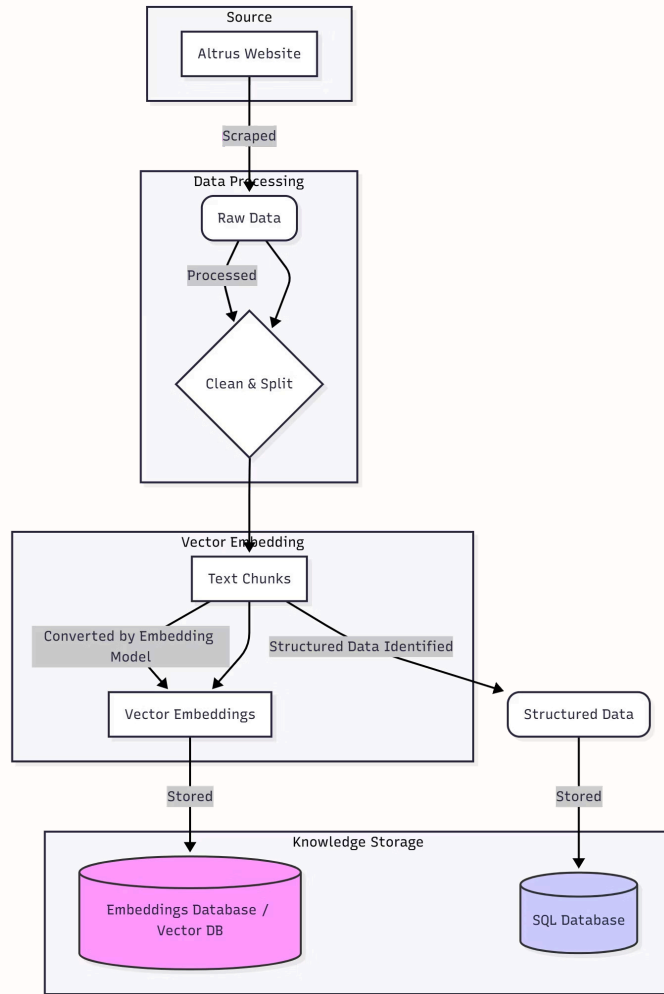 Source
Altrus Website
Scraped
Data Processing
Raw Data
Processed
Clean & Split
Vector Embedding
Text Chunks
Converted by Embedding
Model
Structured Data Identified
Vector Embeddings
Structured Data
Stored
Stored
Knowledge Storage
Embeddings Database /
Vector DB
SQL Database